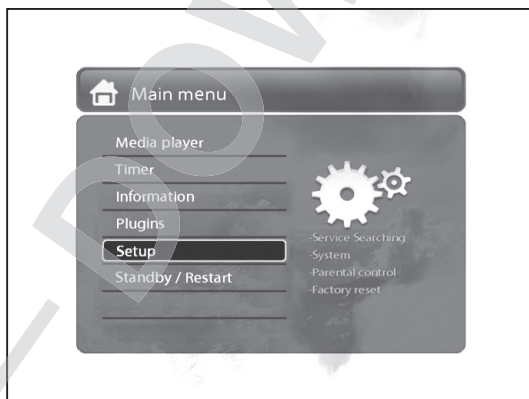 Main menu
Media player
Timer
Information
Plugins
Setup
Standby / Restart
-Service Searching
-System
-Parental control
-Factory reset